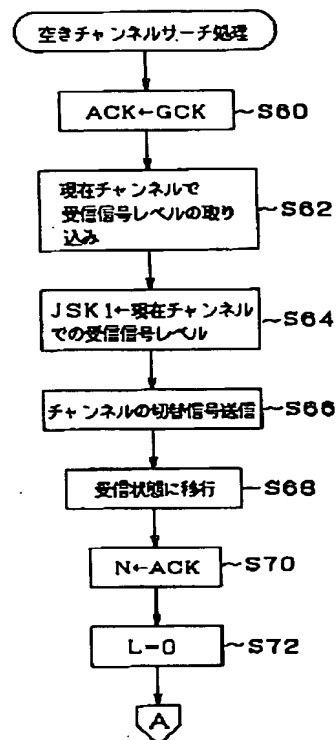 空きチャンネルサーチ処理
ACK←GCK
S60
現在チャンネルで
受信信号レベルの取り
込み
S62
JSK1←現在チャンネル
での受信信号レベル
S64
チャンネルの切替信号送信
S66
受信状態に移行
S68
N←ACK
S70
L=0
S72
A